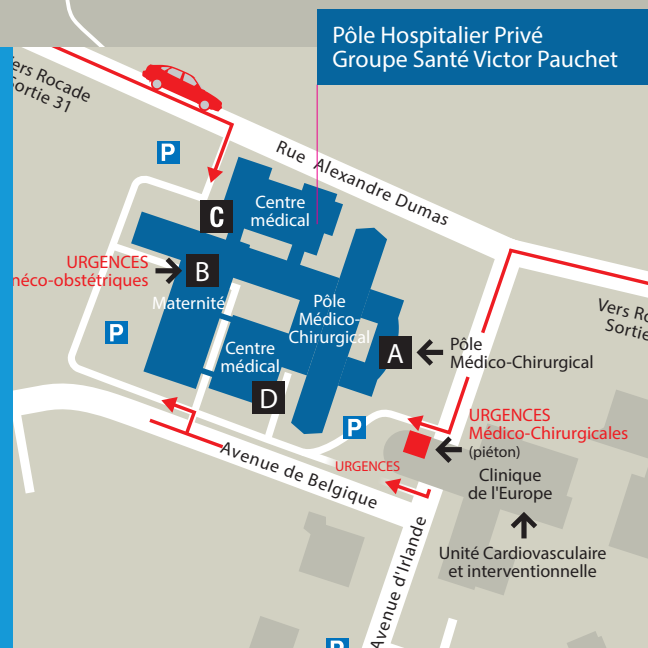 Pôle Hospitalier Privé
Groupe Santé Victor Pauchet
ers Rocade
Sortie 31
P
Rue Alexandre Dumas
C
Centre
médical
URGENCES
néco-obstétriques
B
Maternité
Pôle
Médico-
Chirurgical
Vers Ro
Sortie
P
Centre
médical
A
Pôle
Médico-Chirurgical
D
P
URGENCES
Médico-Chirurgicales
(piéton)
URGENCES
Clinique
de l'Europe
Avenue de Belgique
Unité Cardiovasculaire
et interventionnelle
Avenue d'Irlande
P